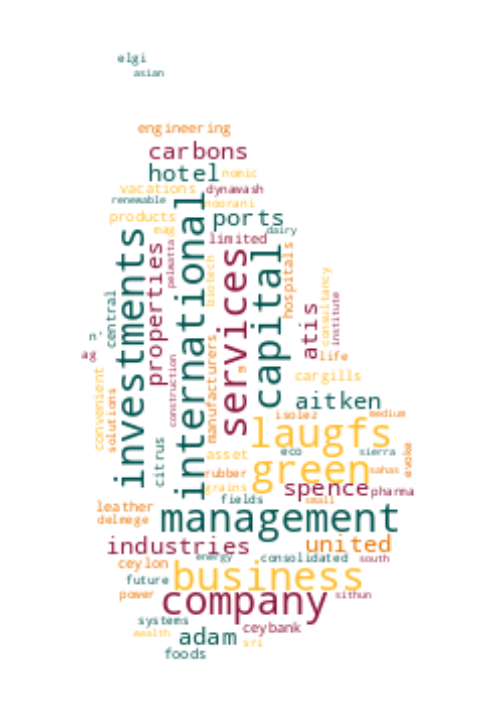 elgi
asian
engineering
carbons
hotel
nomic
vacations
dynawash
renewable
noorani
products
ports
mag
dairy
limited
investments
international
services
capital
properties
pelwatta
biotech
hospitals
consultancy
institute
central
atis
n'
ag
life
construction
manufacturers
convenient
solutions
cargills
aitken
isolez
medium
laugfs
citrus
asset
eco
sierra
evoke
green
rubber
sahas
grains
spence
pharma
fields
small
leather
delmege
management
industries
united
energy
consolidated
south
ceylon
future
business
power
company
sithun
systems
wealth
adam
ceybank
sri
foods